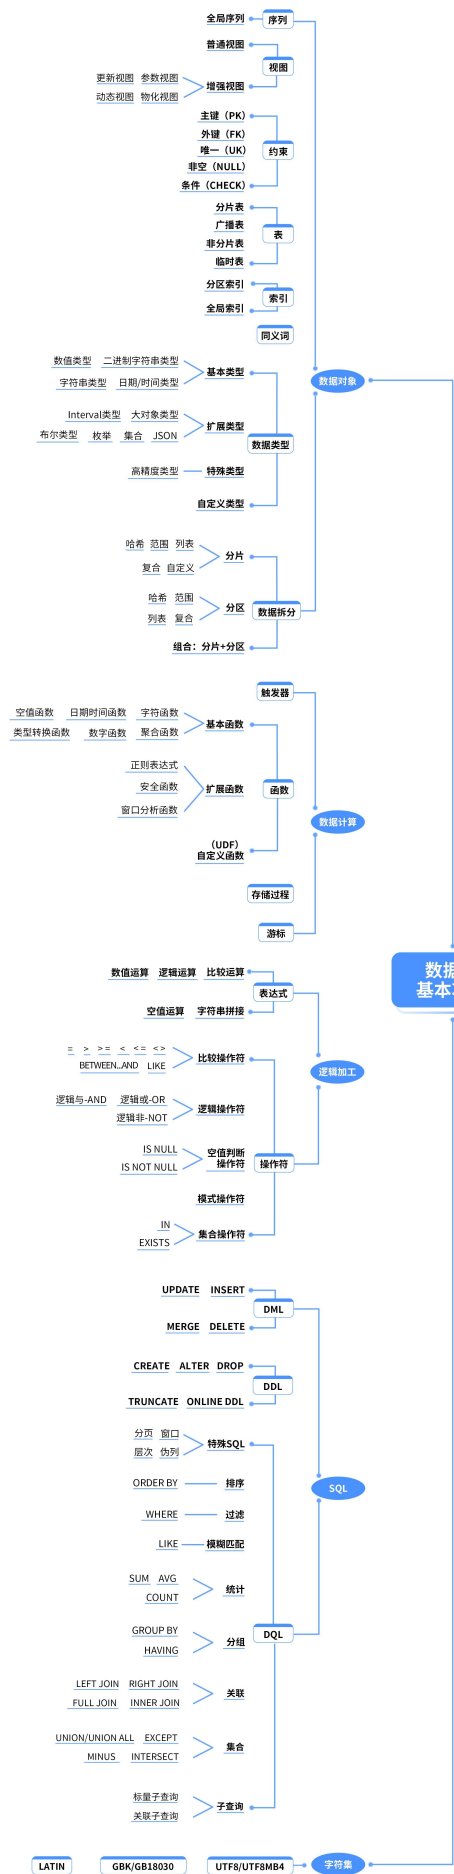 全局序列 序列
普通视图
视图
更新视图 参数视图
增强视图
动态视图 物化视图
主键（PK）
外键（FK）
唯一（UK） 约束
非空（NULL）
条件（CHECK）
分片表
广播表
表
非分片表
临时表
分区索引
索引
全局索引
同义词
数值类型 二进制字符串类型
基本类型
数据对象
字符串类型 日期/时间类型
Interval类型 大对象类型
扩展类型
布尔类型 枚举 集合 JSON
数据类型
高精度类型 特殊类型
自定义类型
哈希 范围 列表
分片
复合 自定义
哈希 范围
分区 数据拆分
列表 复合
组合：分片+分区
触发器
空值函数 日期时间函数 字符函数
基本函数
类型转换函数 数字函数 聚合函数
正则表达式
安全函数 扩展函数 函数
窗口分析函数
数据计算
（UDF）
自定义函数
存储过程
游标
数据
基本
数值运算 逻辑运算 比较运算
表达式
空值运算 字符串拼接
= > >= < <= <>
比较操作符
BETWEEN...AND LIKE
逻辑加工
逻辑与-AND 逻辑或-OR
逻辑操作符
逻辑非-NOT
IS NULL
空值判断
操作符
IS NOT NULL
操作符
模式操作符
IN
集合操作符
EXISTS
UPDATE INSERT
DML
MERGE DELETE
CREATE ALTER DROP
DDL
TRUNCATE ONLINE DDL
分页 窗口
特殊SQL
层次 伪列
ORDER BY 排序
SQL
WHERE 过滤
LIKE 模糊匹配
SUM AVG
统计
COUNT
GROUP BY
分组 DQL
HAVING
LEFT JOIN RIGHT JOIN
关联
FULL JOIN INNER JOIN
UNION/UNION ALL EXCEPT
集合
MINUS INTERSECT
标量子查询
子查询
关联子查询
LATIN GBK/GB18030 UTF8/UTF8MB4 字符集